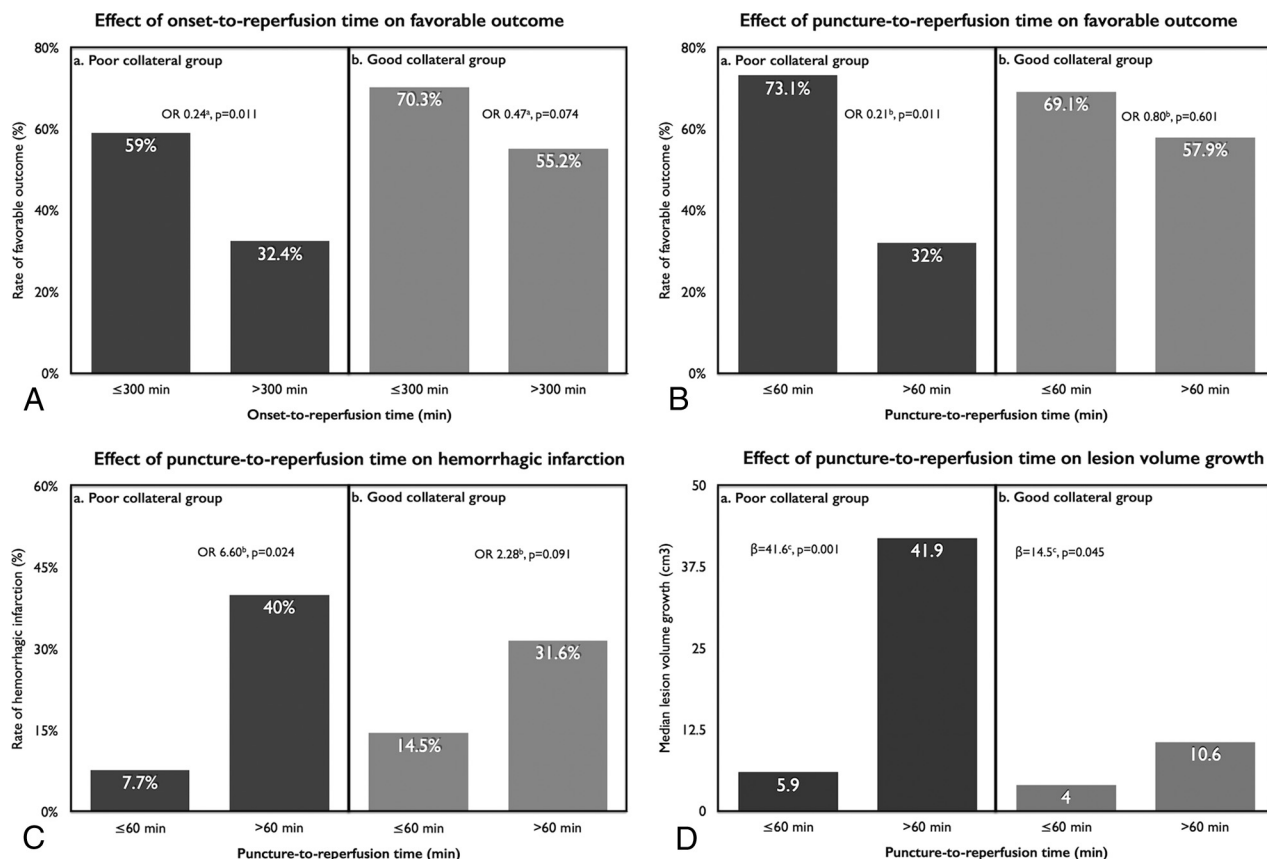 Effect of onset-to-reperfusion time on favorable outcome
80%
60%
40%
20%
0%
Rate of favorable outcome (%)
a. Poor collateral group
b. Good collateral group
OR 0.24ᵃ, p=0.011
OR 0.47ᵃ, p=0.074
59%
32.4%
70.3%
55.2%
≤300 min
>300 min
≤300 min
>300 min
Onset-to-reperfusion time (min)
A
Effect of puncture-to-reperfusion time on favorable outcome
80%
60%
40%
20%
0%
Rate of favorable outcome (%)
a. Poor collateral group
b. Good collateral group
OR 0.21ᵇ, p=0.011
OR 0.80ᵇ, p=0.601
73.1%
32%
69.1%
57.9%
≤60 min
>60 min
≤60 min
>60 min
Puncture-to-reperfusion time (min)
B
Effect of puncture-to-reperfusion time on hemorrhagic infarction
60%
45%
30%
15%
0%
Rate of hemorrhagic infarction (%)
a. Poor collateral group
b. Good collateral group
OR 6.60ᵇ, p=0.024
OR 2.28ᵇ, p=0.091
7.7%
40%
14.5%
31.6%
≤60 min
>60 min
≤60 min
>60 min
Puncture-to-reperfusion time (min)
C
Effect of puncture-to-reperfusion time on lesion volume growth
50
37.5
25
12.5
0
Median lesion volume growth (cm3)
a. Poor collateral group
b. Good collateral group
β=41.6ᶜ, p=0.001
β=14.5ᶜ, p=0.045
5.9
41.9
4
10.6
≤60 min
>60 min
≤60 min
>60 min
Puncture-to-reperfusion time (min)
D